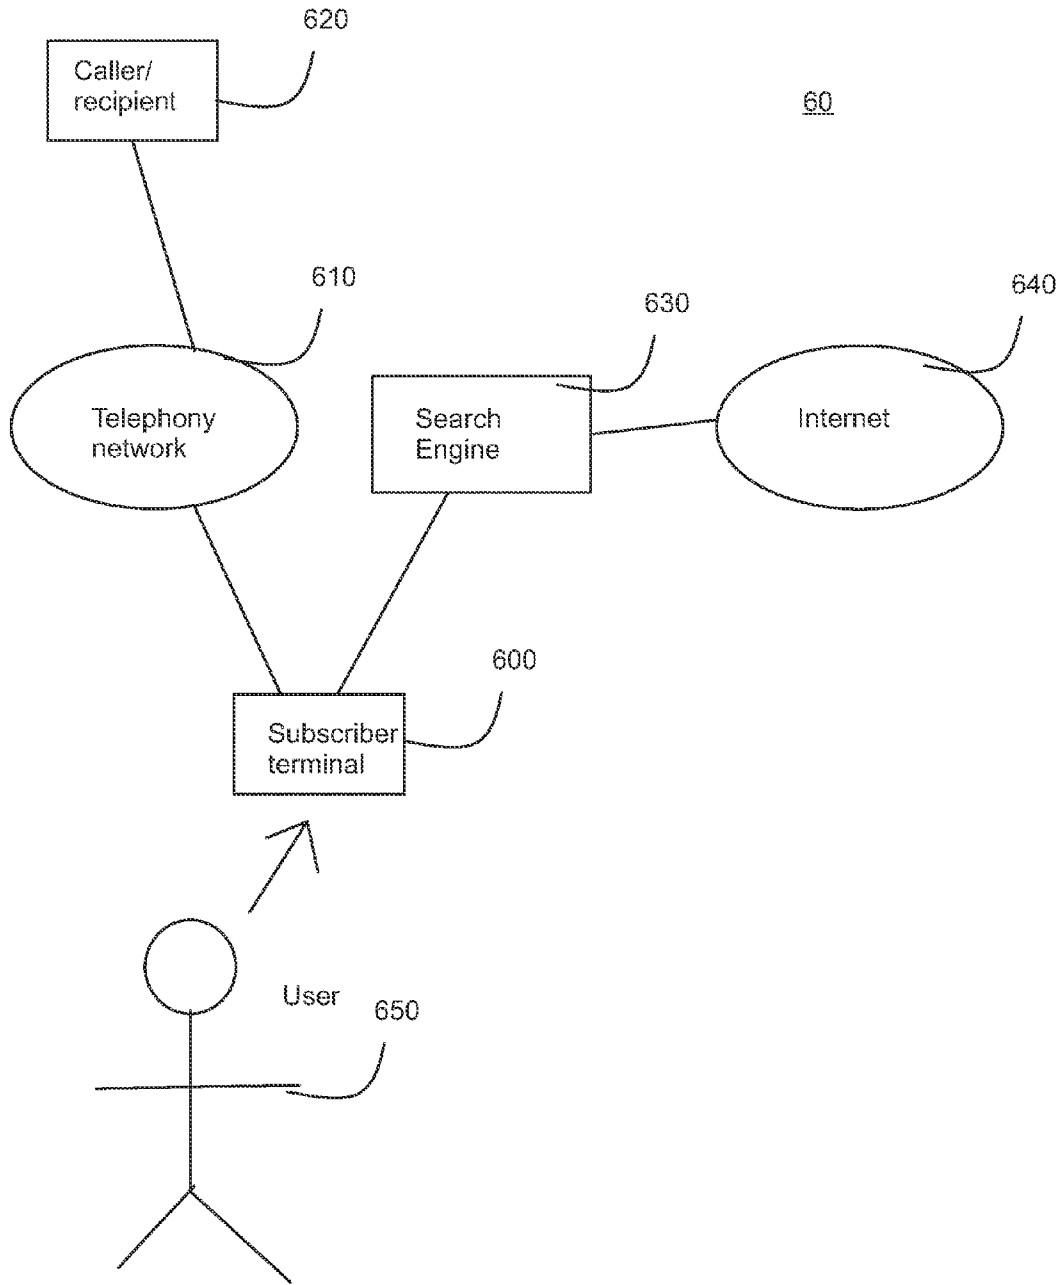 620
Caller/
recipient
60
610
640
630
Telephony
network
Search
Engine
Internet
600
Subscriber
terminal
User
650